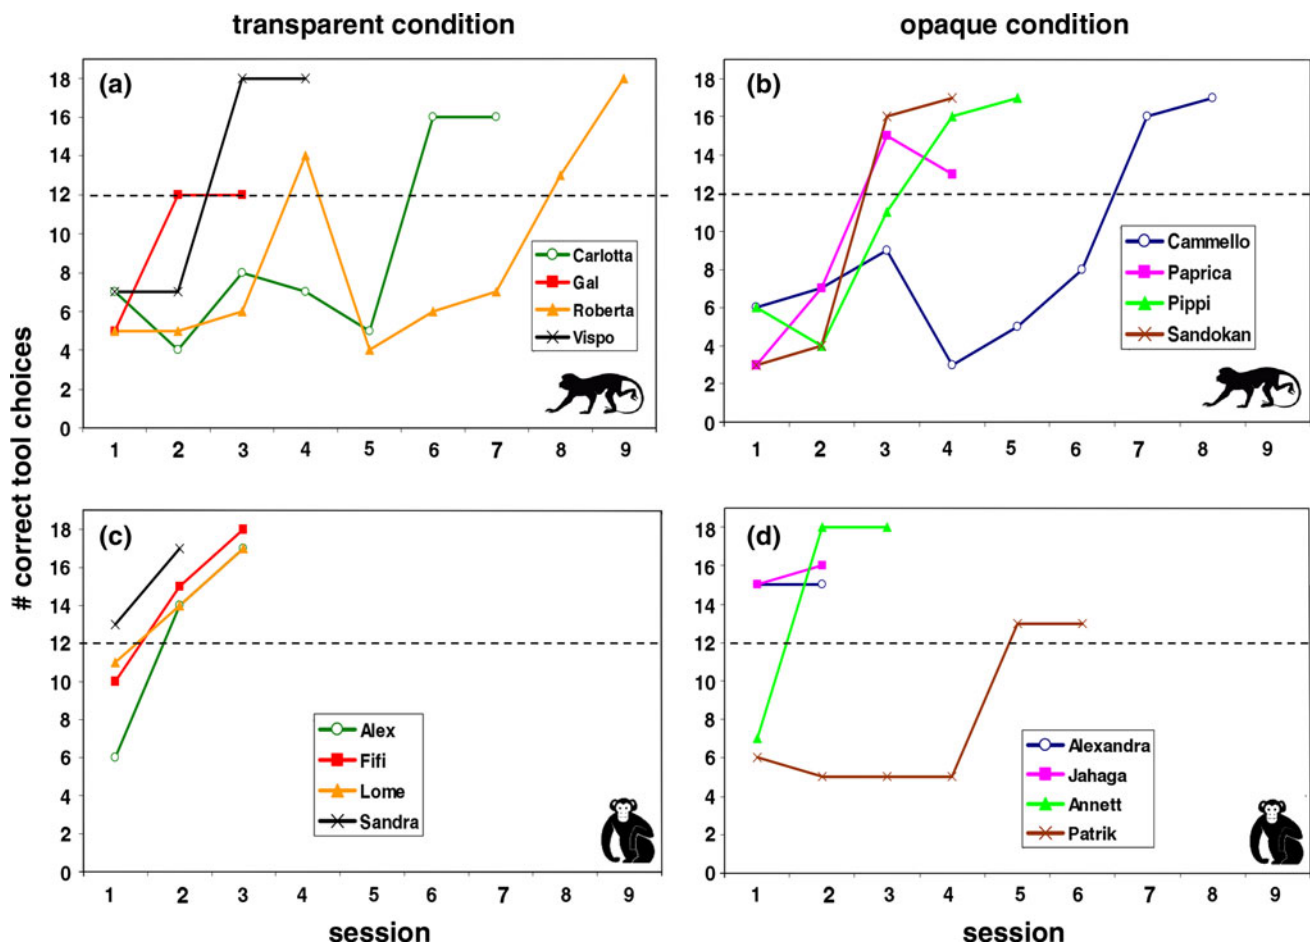 transparent condition
opaque condition
# correct tool choices
(a)
18
16
14
12
10
8
6
4
2
0
1 2 3 4 5 6 7 8 9
Carlotta
Gal
Roberta
Vispo
(b)
18
16
14
12
10
8
6
4
2
0
1 2 3 4 5 6 7 8 9
Cammello
Paprica
Pippi
Sandokan
(c)
18
16
14
12
10
8
6
4
2
0
1 2 3 4 5 6 7 8 9
Alex
Fifi
Lome
Sandra
session
(d)
18
16
14
12
10
8
6
4
2
0
1 2 3 4 5 6 7 8 9
Alexandra
Jahaga
Annett
Patrik
session